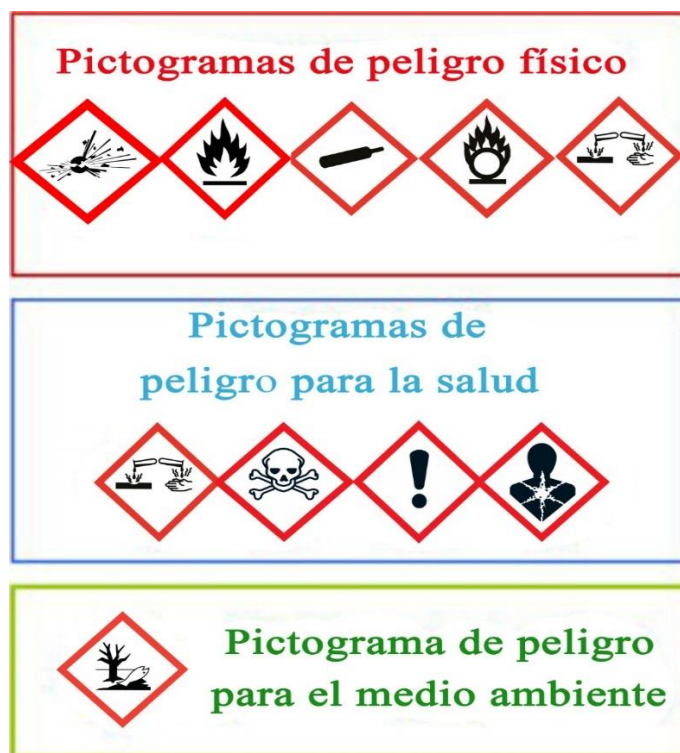 Pictogramas de peligro físico
Pictogramas de
peligro para la salud
Pictograma de peligro
para el medio ambiente